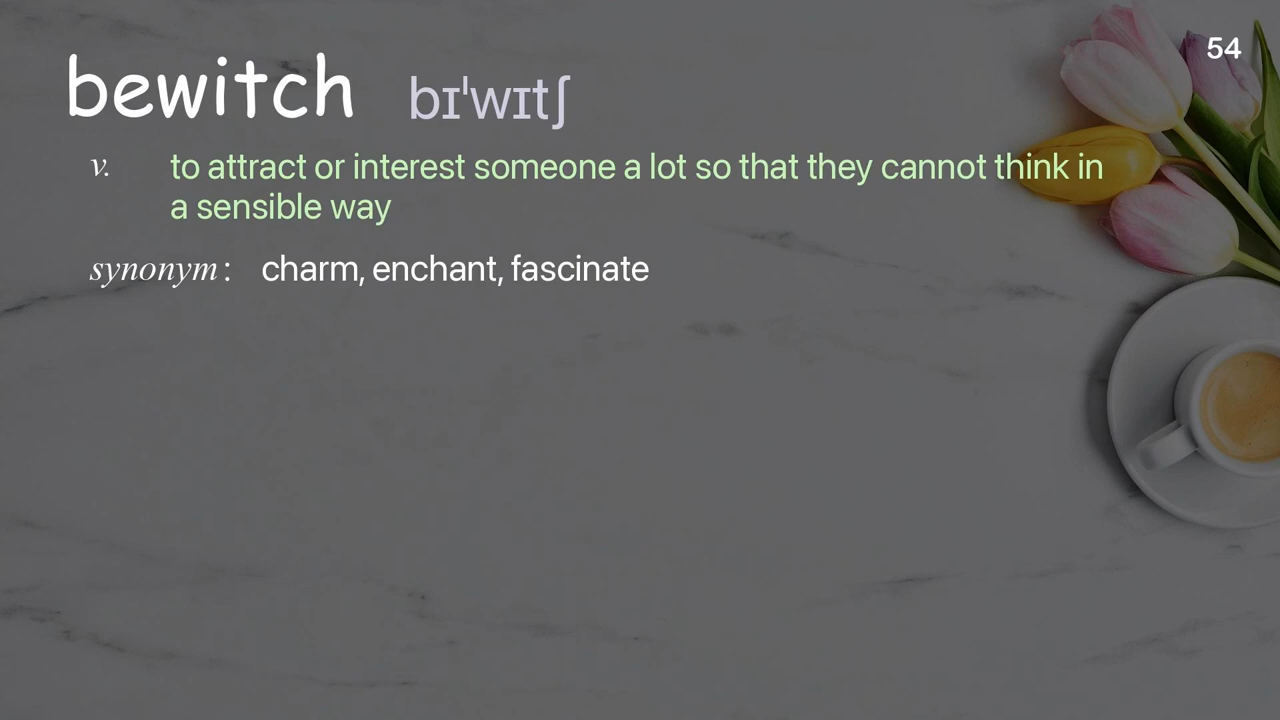 54
bewitch bɪˈwɪtʃ
v. to attract or interest someone a lot so that they cannot think in
a sensible way
synonym: charm, enchant, fascinate